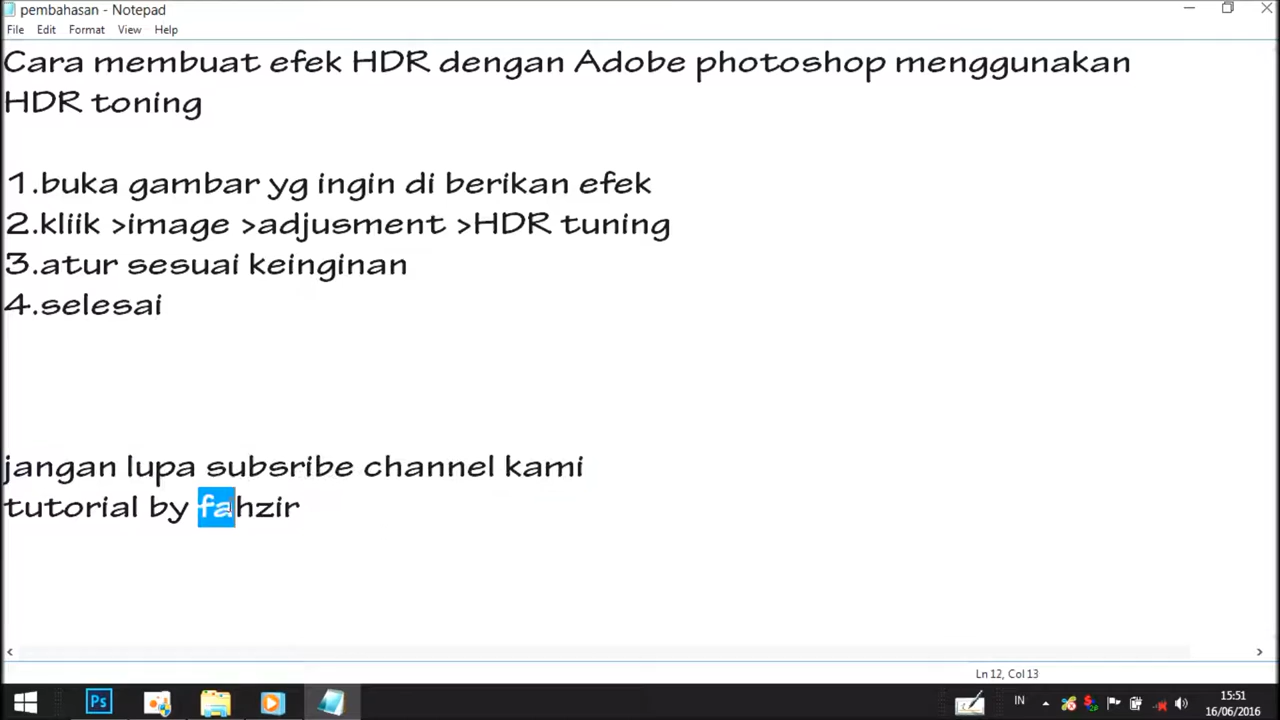 pembahasan - Notepad
File Edit Format View Help
Cara membuat efek HDR dengan Adobe photoshop menggunakan
HDR toning
1.buka gambar yg ingin di berikan efek
2.kliik >image >adjusment >HDR tuning
3.atur sesuai keinginan
4.selesai
jangan lupa subsribe channel kami
tutorial by fahzir
Ln 12, Col 13
Ps
IN
15:51
16/06/2016